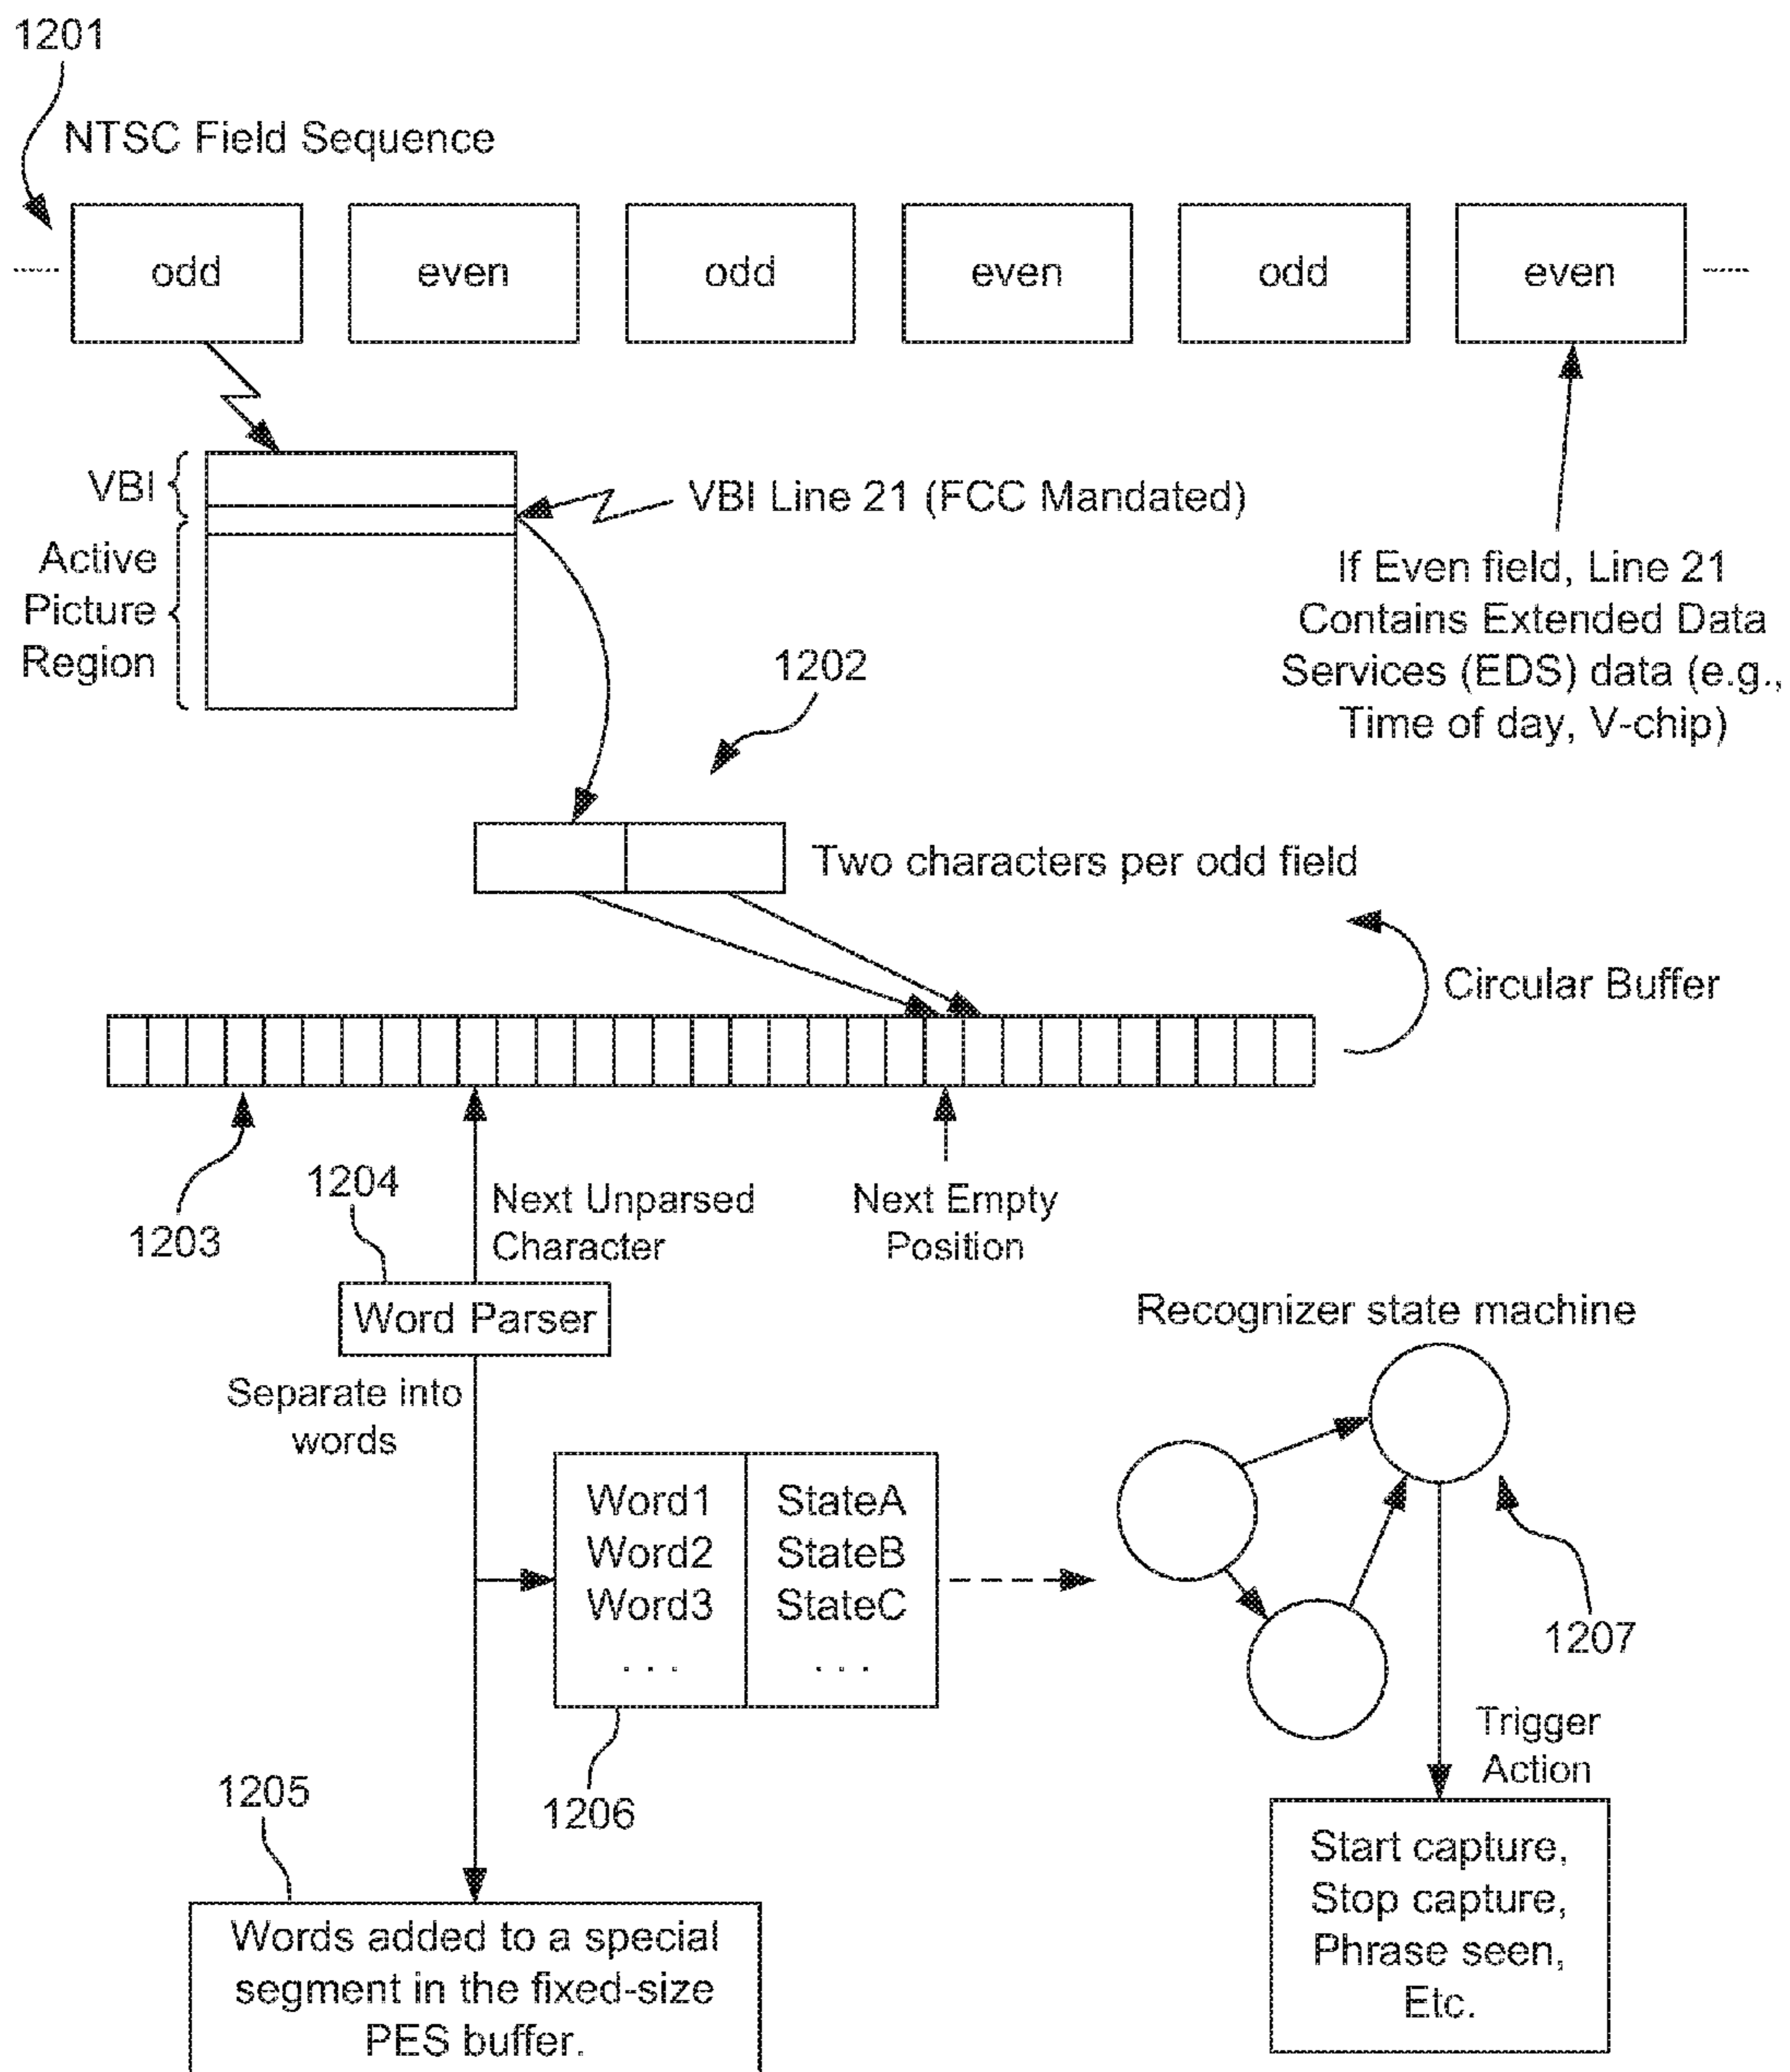 1201
NTSC Field Sequence
odd
even
odd
even
odd
even
VBI
VBI Line 21 (FCC Mandated)
Active
Picture
Region
If Even field, Line 21
Contains Extended Data
Services (EDS) data (e.g.,
Time of day, V-chip)
1202
Two characters per odd field
Circular Buffer
1203
1204
Next Unparsed
Character
Next Empty
Position
Word Parser
Separate into
words
Recognizer state machine
Word1
Word2
Word3
. . .
StateA
StateB
StateC
. . .
1207
1206
Trigger
Action
1205
Words added to a special
segment in the fixed-size
PES buffer.
Start capture,
Stop capture,
Phrase seen,
Etc.